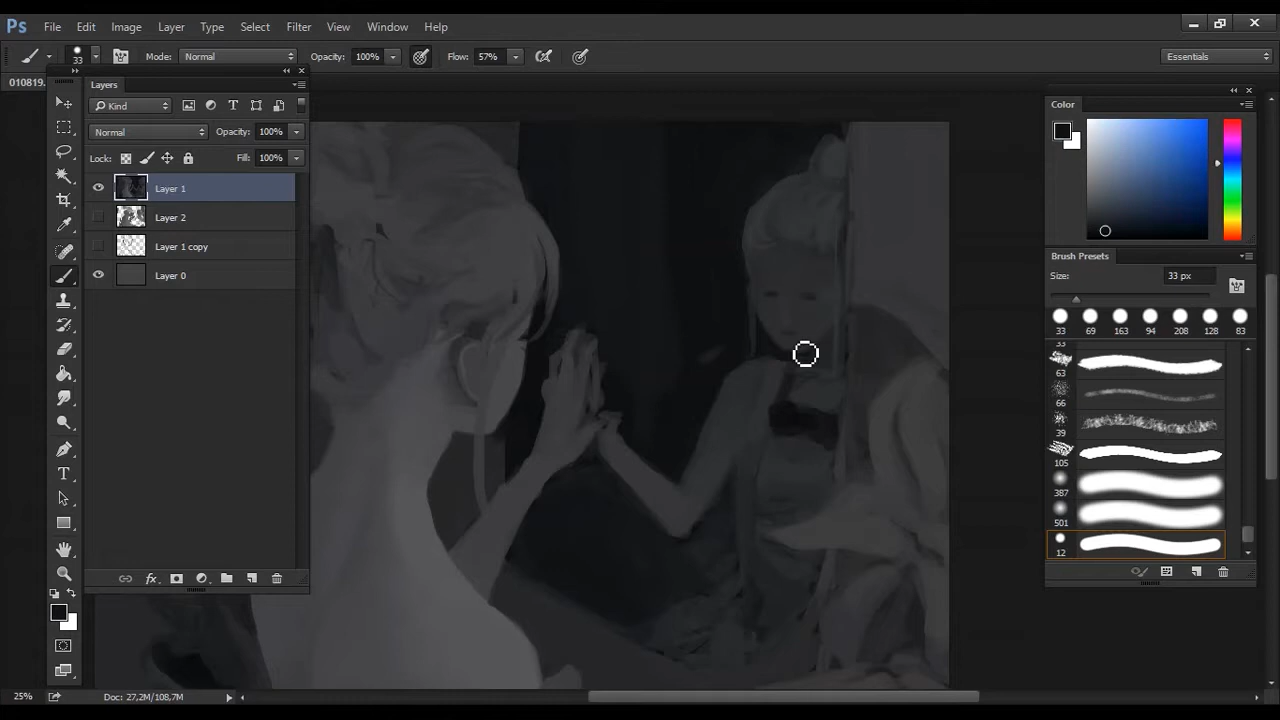 Ps File Edit Image Layer Type Select Filter View Window Help
33 Mode: Normal Opacity: 100% Flow: 57% Essentials
010819.
Layers
Kind
Normal Opacity: 100%
Lock: Fill: 100%
Layer 1
Layer 2
Layer 1 copy
Layer 0
fx
Color
Brush Presets
Size: 33 px
33 69 163 94 208 128 83
33
63
66
39
105
387
501
12
25% Doc: 27,2M/108,7M